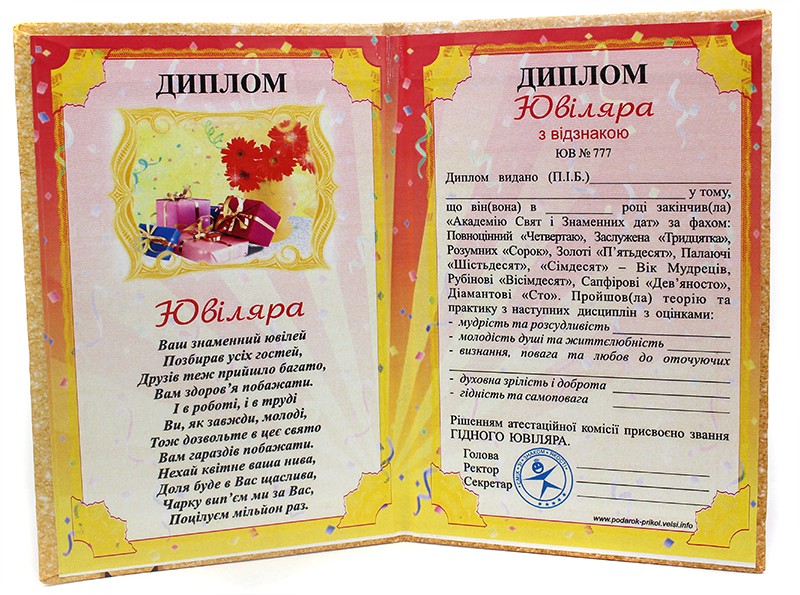 ДИПЛОМ
Ювіляра
Ваш знаменний ювілей
Позбирав усіх гостей,
Друзів теж прийшло багато,
Вам здоров’я побажати.
І в роботі, і в труді
Ви, як завжди, молоді,
Тож дозвольте в цеє свято
Вам гараздів побажати.
Нехай квітне ваша нива,
Доля буде в Вас щаслива,
Чарку вип’єм ми за Вас,
Поцілуєм мільйон раз.
ДИПЛОМ
Ювіляра
з відзнакою
ЮВ № 777
Диплом видано (П.І.Б.)
у тому,
що він(вона) в ________ році закінчив(ла)
«Академію Свят і Знаменних дат» за фахом:
Повноцінний «Четвертаю», Заслужена «Тридцятка»,
Розумних «Сорок», Золоті «П’ятьдесят», Палаючі
«Шістьдесят», «Сімдесят» – Вік Мудреців,
Рубінові «Вісімдесят», Сапфірові «Дев’яносто»,
Діамантові «Сто». Пройшов(ла) теорію та
практику з наступних дисциплін з оцінками:
- мудрість та розсудливість
- молодість душі та життєлюбність
- визнання, повага та любов до оточуючих
- духовна зрілість і доброта
- гідність та самоповага
Рішенням атестаційної комісії присвоєно звання
ГІДНОГО ЮВІЛЯРА.
Голова
Ректор
Секретар
www.podarok-prikol.velsi.info